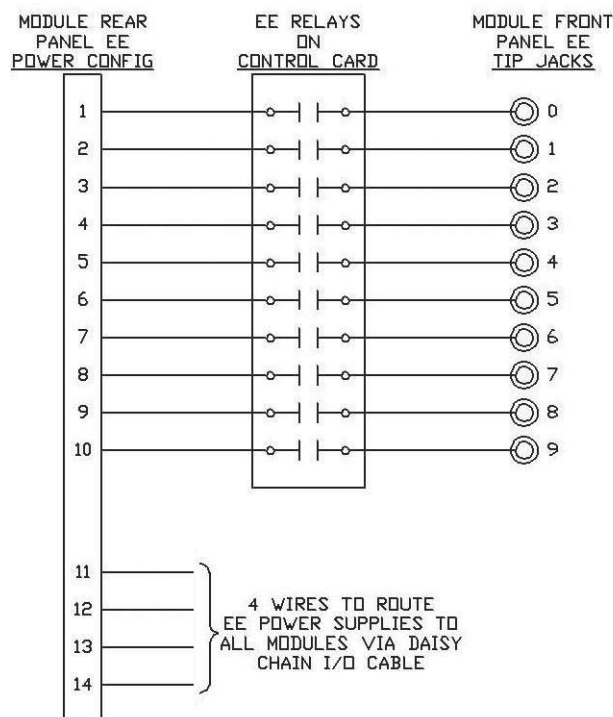 MODULE REAR
PANEL EE
POWER CONFIG
EE RELAYS
ON
CONTROL CARD
MODULE FRONT
PANEL EE
TIP JACKS
1
0
2
1
3
2
4
3
5
4
6
5
7
6
8
7
9
8
10
9
11
12
13
14
4 WIRES TO ROUTE
EE POWER SUPPLIES TO
ALL MODULES VIA DAISY
CHAIN I/O CABLE